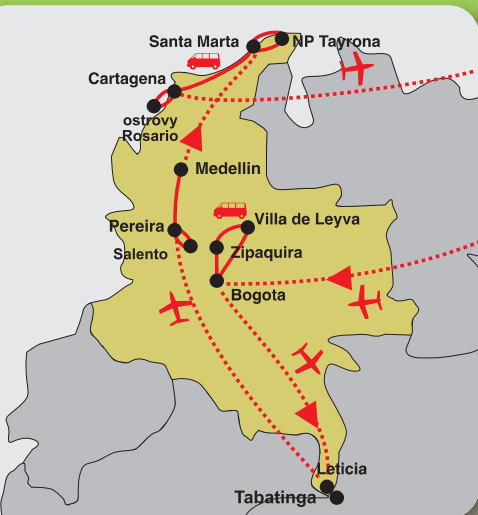 Santa Marta
NP Tayrona
Cartagena
ostrovy
Rosario
Medellin
Pereira
Villa de Leyva
Salento
Zipaquira
Bogota
Leticia
Tabatinga